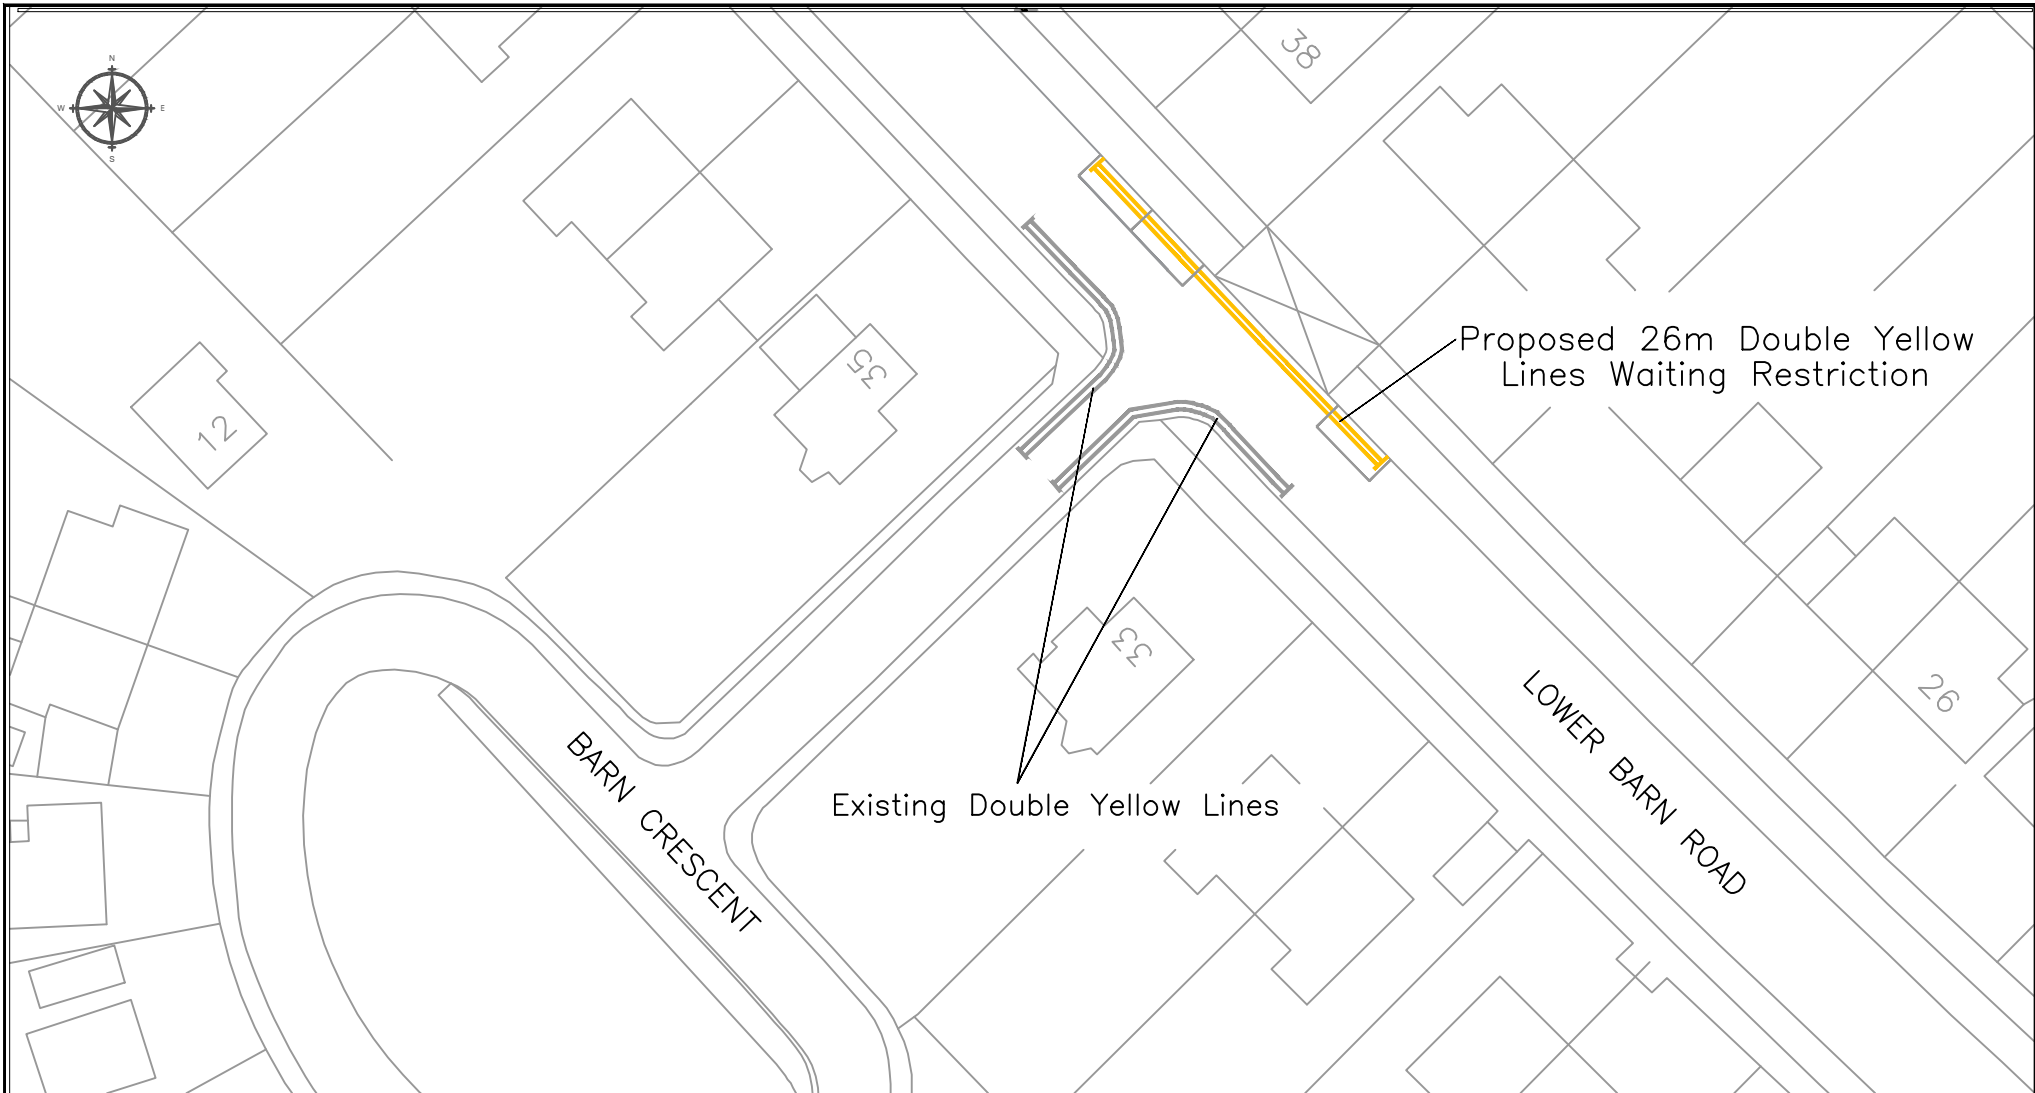 N
W E
S
38
Proposed 26m Double Yellow
Lines Waiting Restriction
35
12
33
26
LOWER BARN ROAD
BARN CRESCENT
Existing Double Yellow Lines